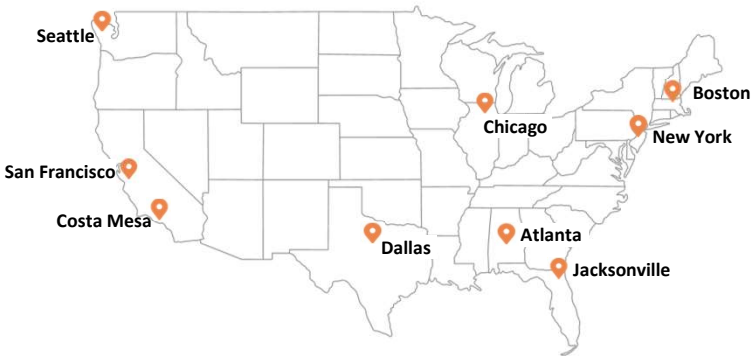 Seattle
Boston
Chicago
New York
San Francisco
Costa Mesa
Dallas
Atlanta
Jacksonville